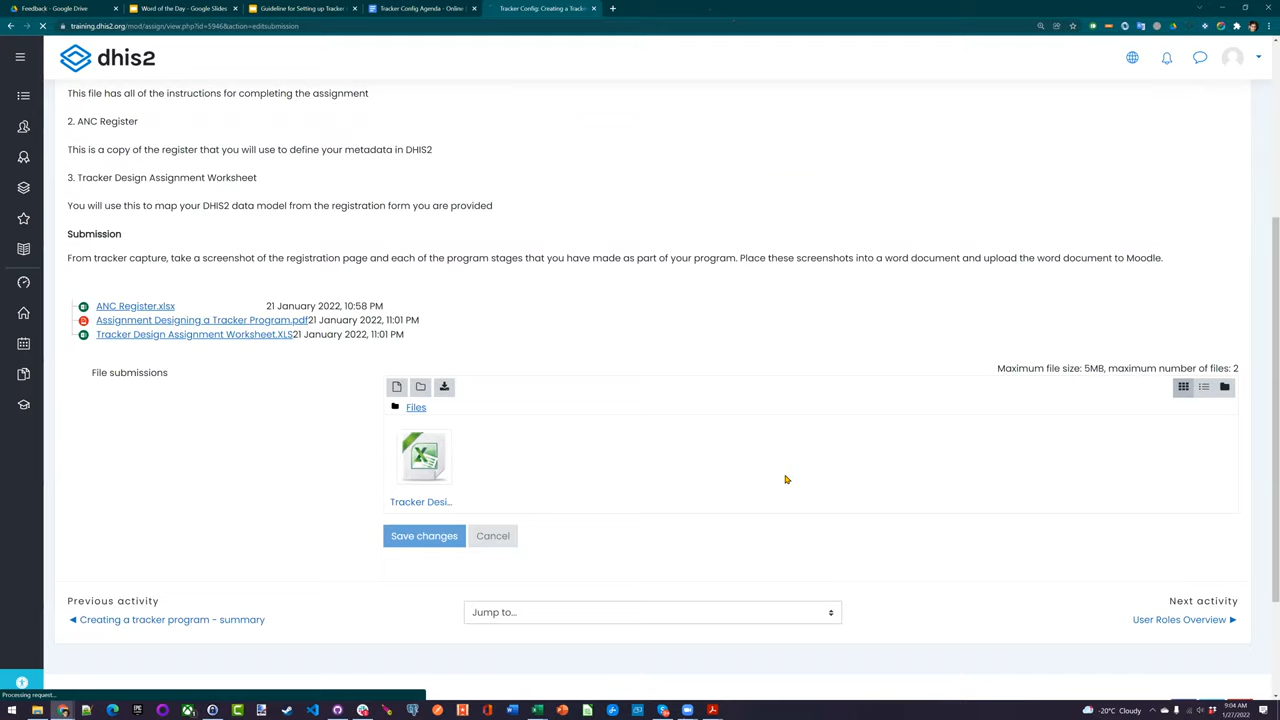 Feedback - Google Drive
Word of the Day - Google Slides
Guideline for Setting up Tracker
Tracker Config Agenda - Online
Tracker Config: Creating a Tracke
training.dhis2.org/mod/assign/view.php?id=5946&action=editsubmission
dhis2
This file has all of the instructions for completing the assignment
2. ANC Register
This is a copy of the register that you will use to define your metadata in DHIS2
3. Tracker Design Assignment Worksheet
You will use this to map your DHIS2 data model from the registration form you are provided
Submission
From tracker capture, take a screenshot of the registration page and each of the program stages that you have made as part of your program. Place these screenshots into a word document and upload the word document to Moodle.
ANC Register.xlsx 21 January 2022, 10:58 PM
Assignment Designing a Tracker Program.pdf 21 January 2022, 11:01 PM
Tracker Design Assignment Worksheet.XLS 21 January 2022, 11:01 PM
File submissions
Maximum file size: 5MB, maximum number of files: 2
Files
Tracker Desi...
Save changes
Cancel
Previous activity
Next activity
◄ Creating a tracker program - summary
Jump to...
User Roles Overview ►
Processing request...
-20°C Cloudy
9:04 AM
1/27/2022